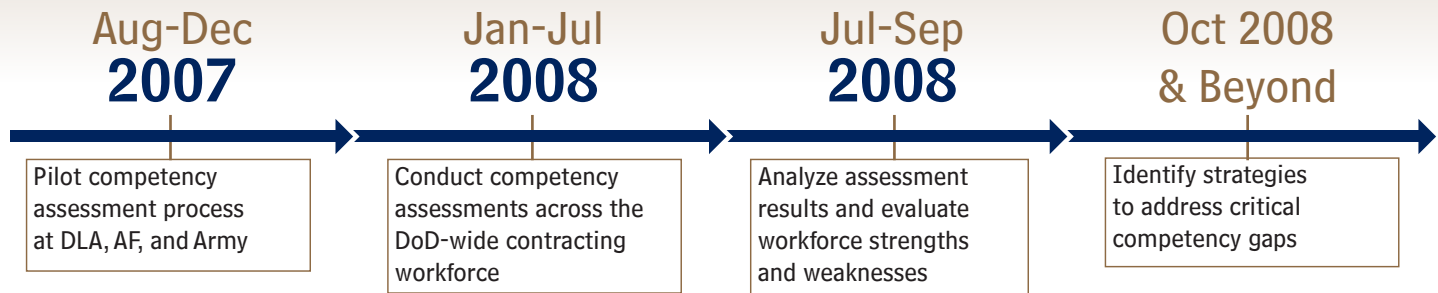 Aug-Dec
2007
Pilot competency
assessment process
at DLA, AF, and Army
Jan-Jul
2008
Conduct competency
assessments across the
DoD-wide contracting
workforce
Jul-Sep
2008
Analyze assessment
results and evaluate
workforce strengths
and weaknesses
Oct 2008
& Beyond
Identify strategies
to address critical
competency gaps